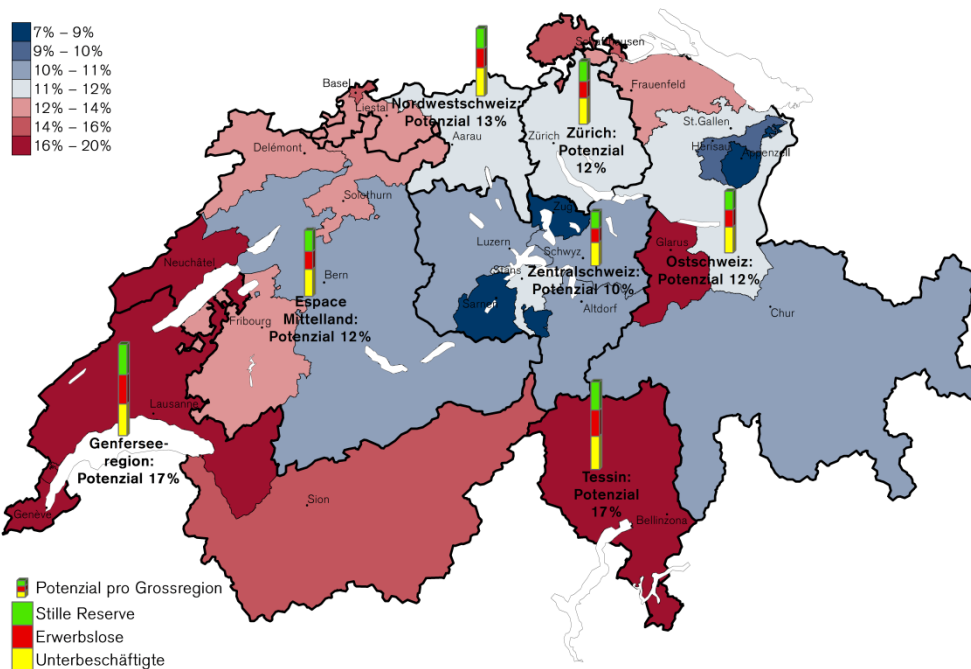 7% – 9%
9% – 10%
10% – 11%
11% – 12%
12% – 14%
14% – 16%
16% – 20%
Schaffhausen
Basel
Liestal
Frauenfeld
Nordwestschweiz:
Potenzial 13%
Aarau
Zürich
Zürich:
Potenzial
12%
St.Gallen
Herisau
Appenzell
Delémont
Solothurn
Zug
Luzern
Schwyz
Glarus
Neuchâtel
Bern
Stans
Zentralschweiz:
Potenzial 10%
Ostschweiz:
Potenzial 12%
Espace
Mittelland:
Potenzial 12%
Sarnen
Altdorf
Chur
Fribourg
Lausanne
Genfersee-
region:
Potenzial 17%
Tessin:
Potenzial
17%
Sion
Genève
Bellinzona
Potenzial pro Grossregion
Stille Reserve
Erwerbslose
Unterbeschäftigte